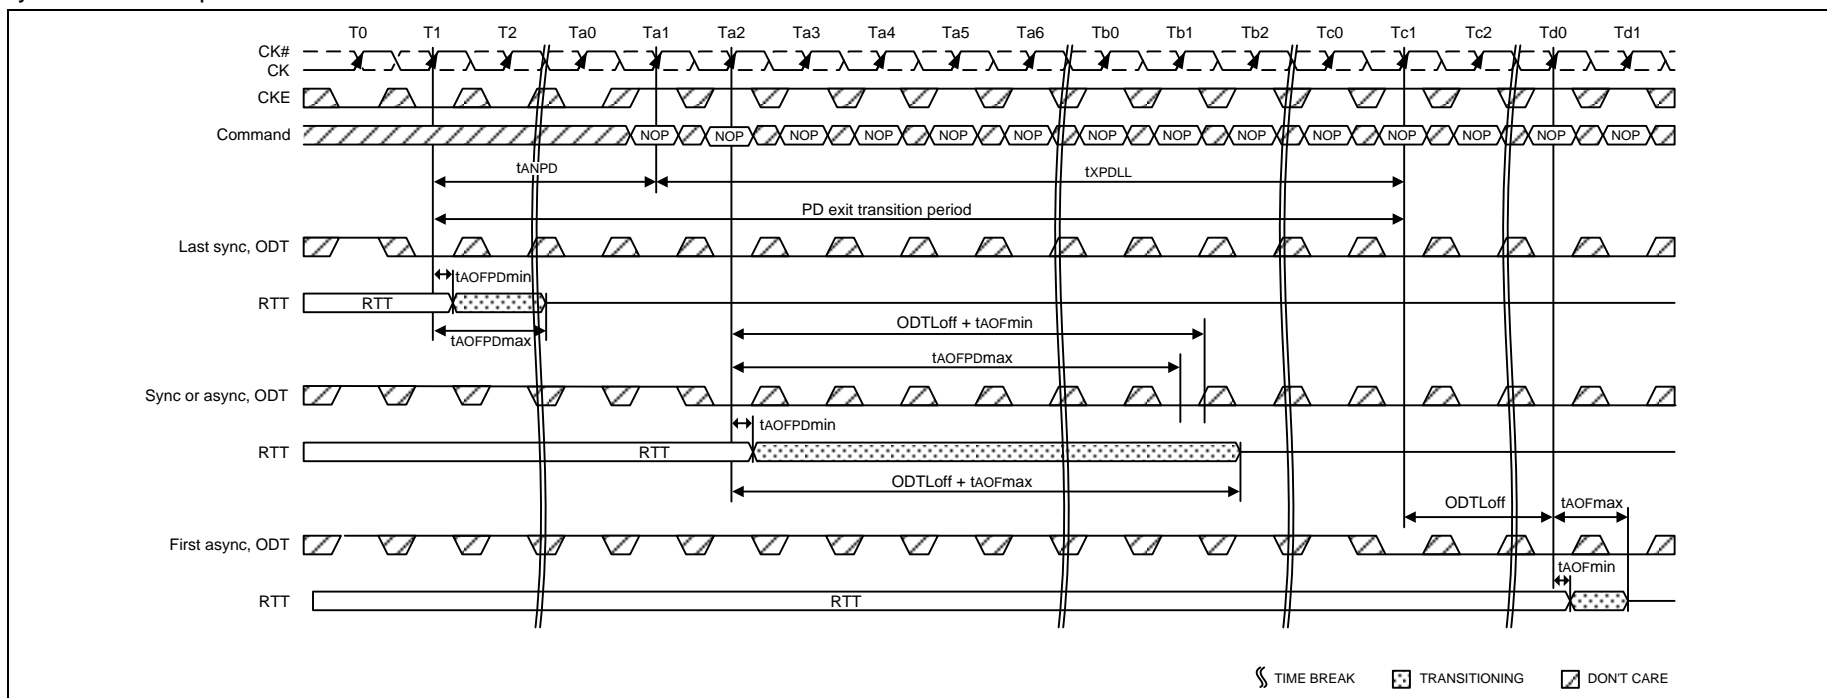 T0 T1 T2 Ta0 Ta1 Ta2 Ta3 Ta4 Ta5 Ta6 Tb0 Tb1 Tb2 Tc0 Tc1 Tc2 Td0 Td1
CK#
CK
CKE
Command NOP NOP NOP NOP NOP NOP NOP NOP NOP NOP NOP NOP NOP NOP
tANPD tXPDLL
PD exit transition period
Last sync, ODT
tAOFPDmin
RTT RTT
tAOFPDmax
ODTLoff + tAOFmin
tAOFPDmax
Sync or async, ODT
tAOFPDmin
RTT RTT
ODTLoff + tAOFmax
ODTLoff tAOFmax
First async, ODT
tAOFmin
RTT RTT
TIME BREAK TRANSITIONING DON'T CARE